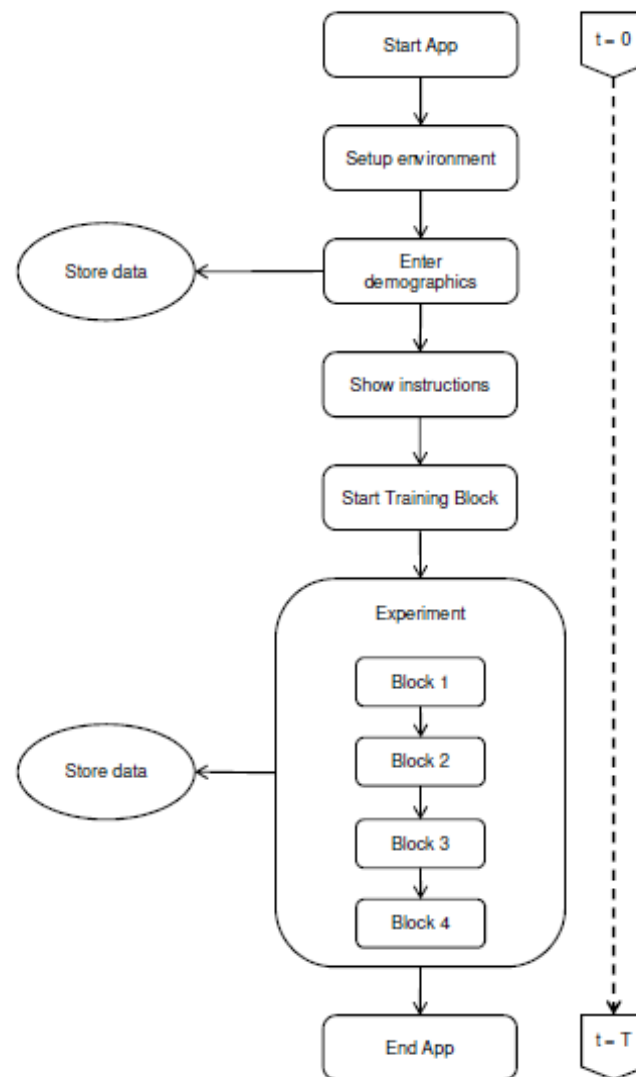 Start App
t = 0
Setup environment
Store data
Enter
demographics
Show instructions
Start Training Block
Experiment
Block 1
Block 2
Store data
Block 3
Block 4
End App
t = T